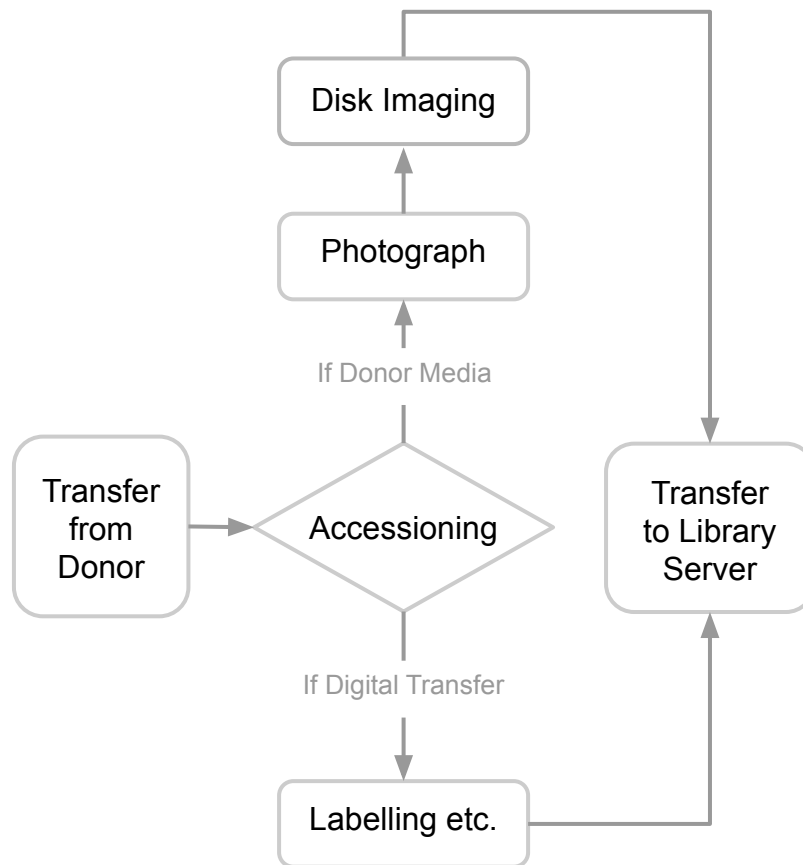 Disk Imaging
Photograph
If Donor Media
Transfer
from
Donor
Accessioning
Transfer
to Library
Server
If Digital Transfer
Labelling etc.